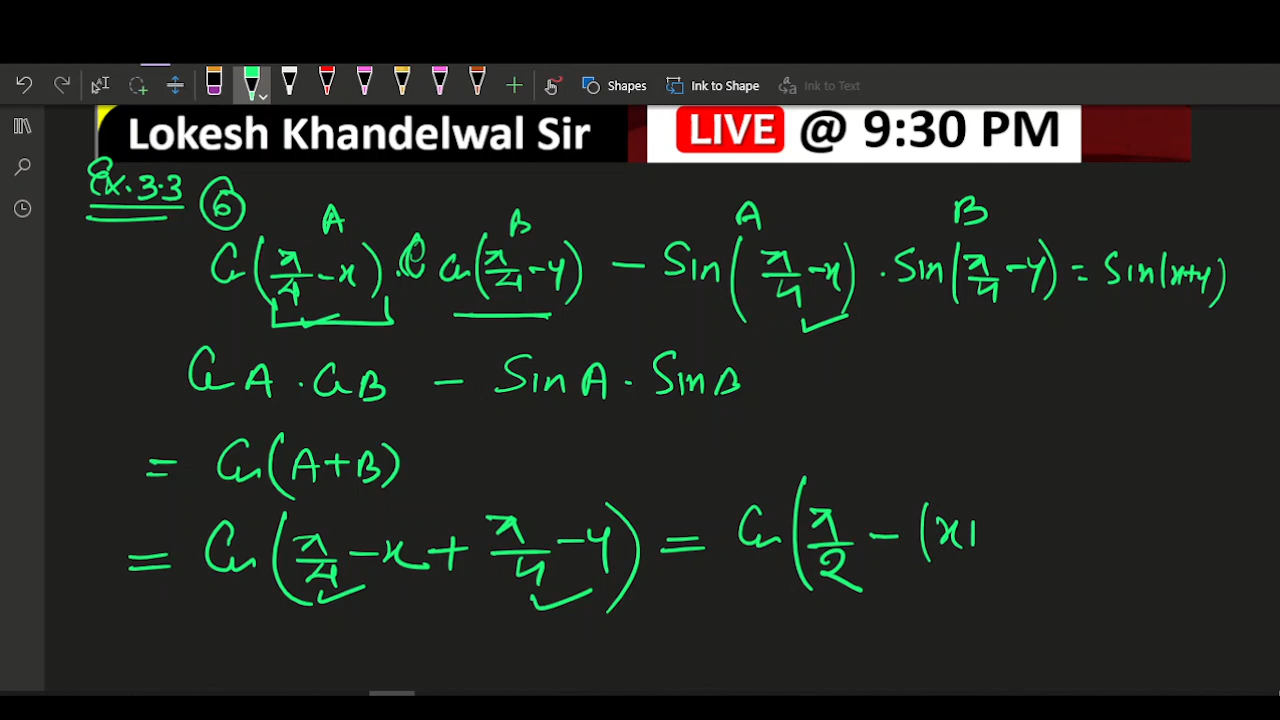 Shapes Ink to Shape Ink to Text
Lokesh Khandelwal Sir LIVE @ 9:30 PM
Ex. 3.3 6
A B A B
Cos(π/4 - x) . Cos(π/4 - y) - Sin(π/4 - x) . Sin(π/4 - y) = Sin(x+y)
Cos A . Cos B - Sin A . Sin B
= Cos(A+B)
= Cos(π/4 - x + π/4 - y) = Cos(π/2 - (x